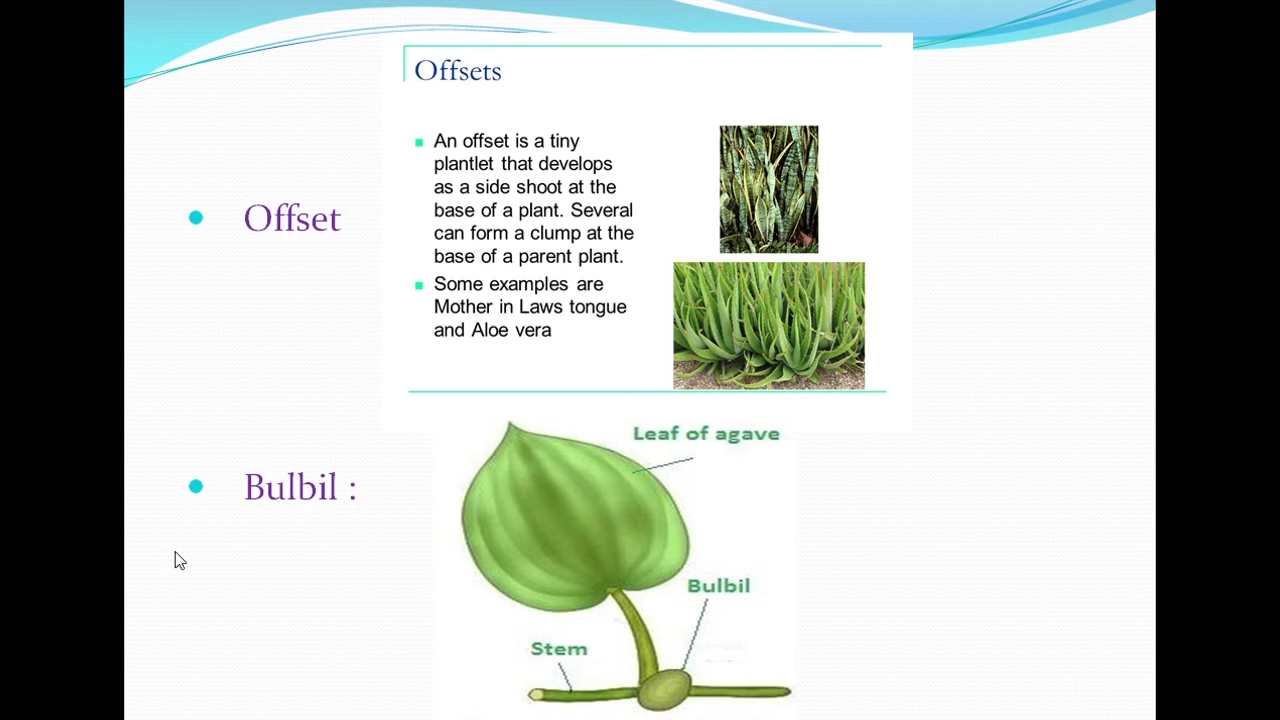 Offsets
An offset is a tiny
plantlet that develops
as a side shoot at the
base of a plant. Several
can form a clump at the
base of a parent plant.
Some examples are
Mother in Laws tongue
and Aloe vera
Offset
Leaf of agave
Bulbil :
Bulbil
Stem